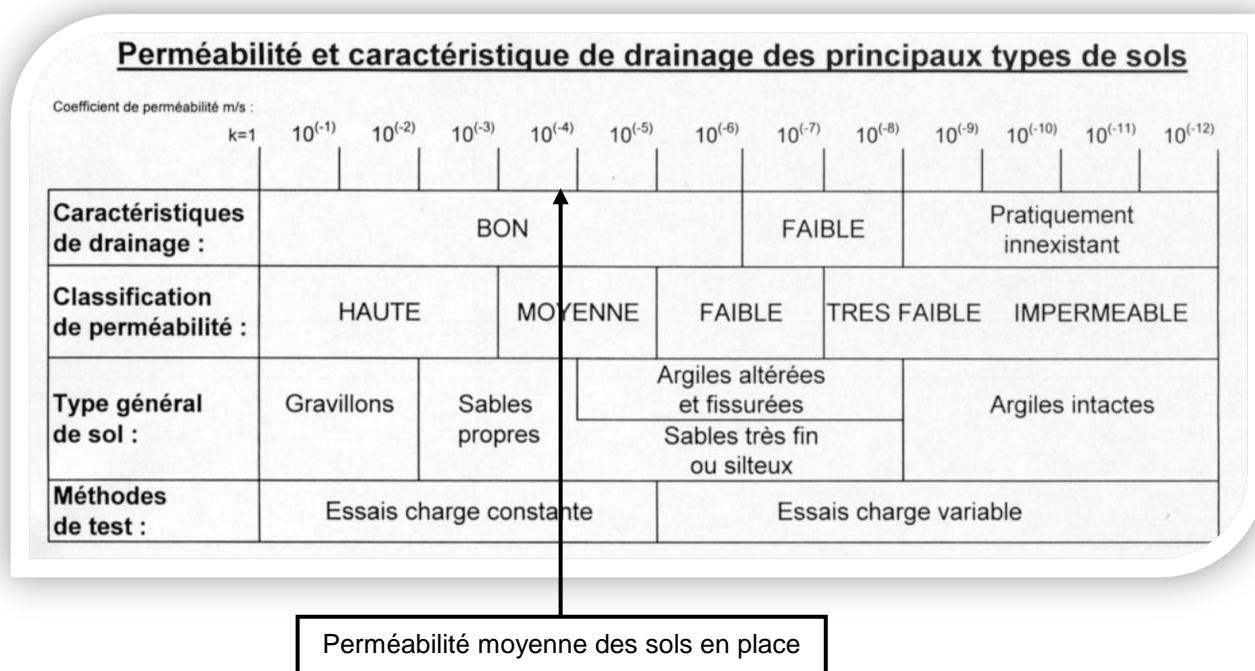 Perméabilité et caractéristique de drainage des principaux types de sols
Coefficient de perméabilité m/s :
k=1 10(-1) 10(-2) 10(-3) 10(-4) 10(-5) 10(-6) 10(-7) 10(-8) 10(-9) 10(-10) 10(-11) 10(-12)
Caractéristiques
de drainage :
BON
FAIBLE
Pratiquement
innexistant
Classification
de perméabilité :
HAUTE
MOYENNE
FAIBLE
TRES FAIBLE
IMPERMEABLE
Type général
de sol :
Gravillons
Sables
propres
Argiles altérées
et fissurées
Sables très fin
ou silteux
Argiles intactes
Méthodes
de test :
Essais charge constante
Essais charge variable
Perméabilité moyenne des sols en place